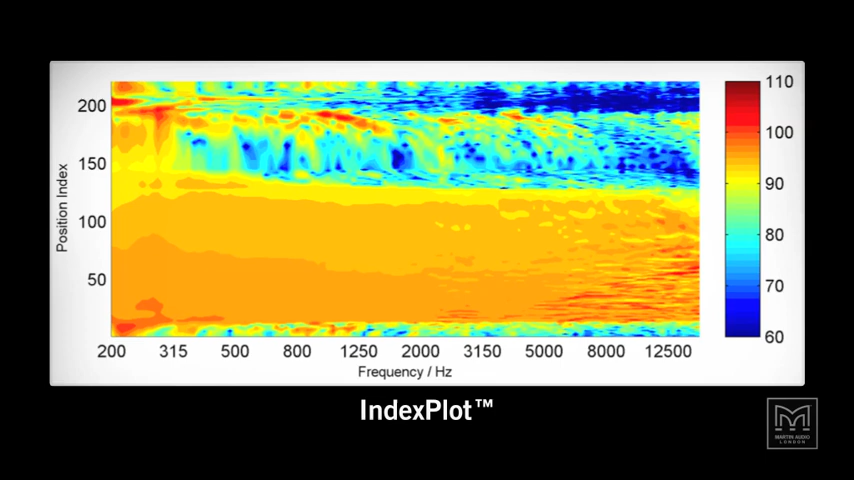 110
200
100
Position Index
150
90
100
80
50
70
60
200 315 500 800 1250 2000 3150 5000 8000 12500
Frequency / Hz
IndexPlot™
MARTIN AUDIO
LONDON